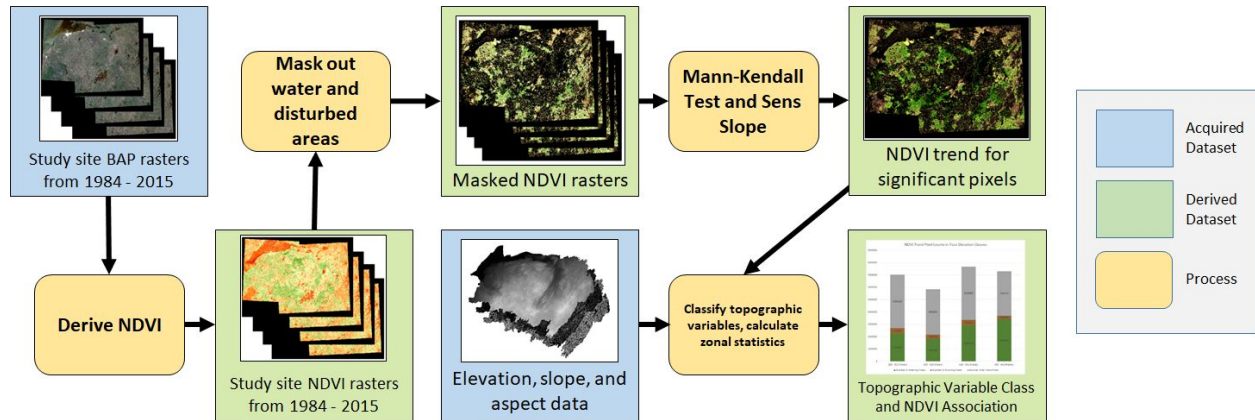 Study site BAP rasters
from 1984 - 2015
Derive NDVI
Study site NDVI rasters
from 1984 - 2015
Mask out
water and
disturbed
areas
Masked NDVI rasters
Mann-Kendall
Test and Sens
Slope
NDVI trend for
significant pixels
Elevation, slope, and
aspect data
Classify topographic
variables, calculate
zonal statistics
Topographic Variable Class
and NDVI Association
Acquired
Dataset
Derived
Dataset
Process